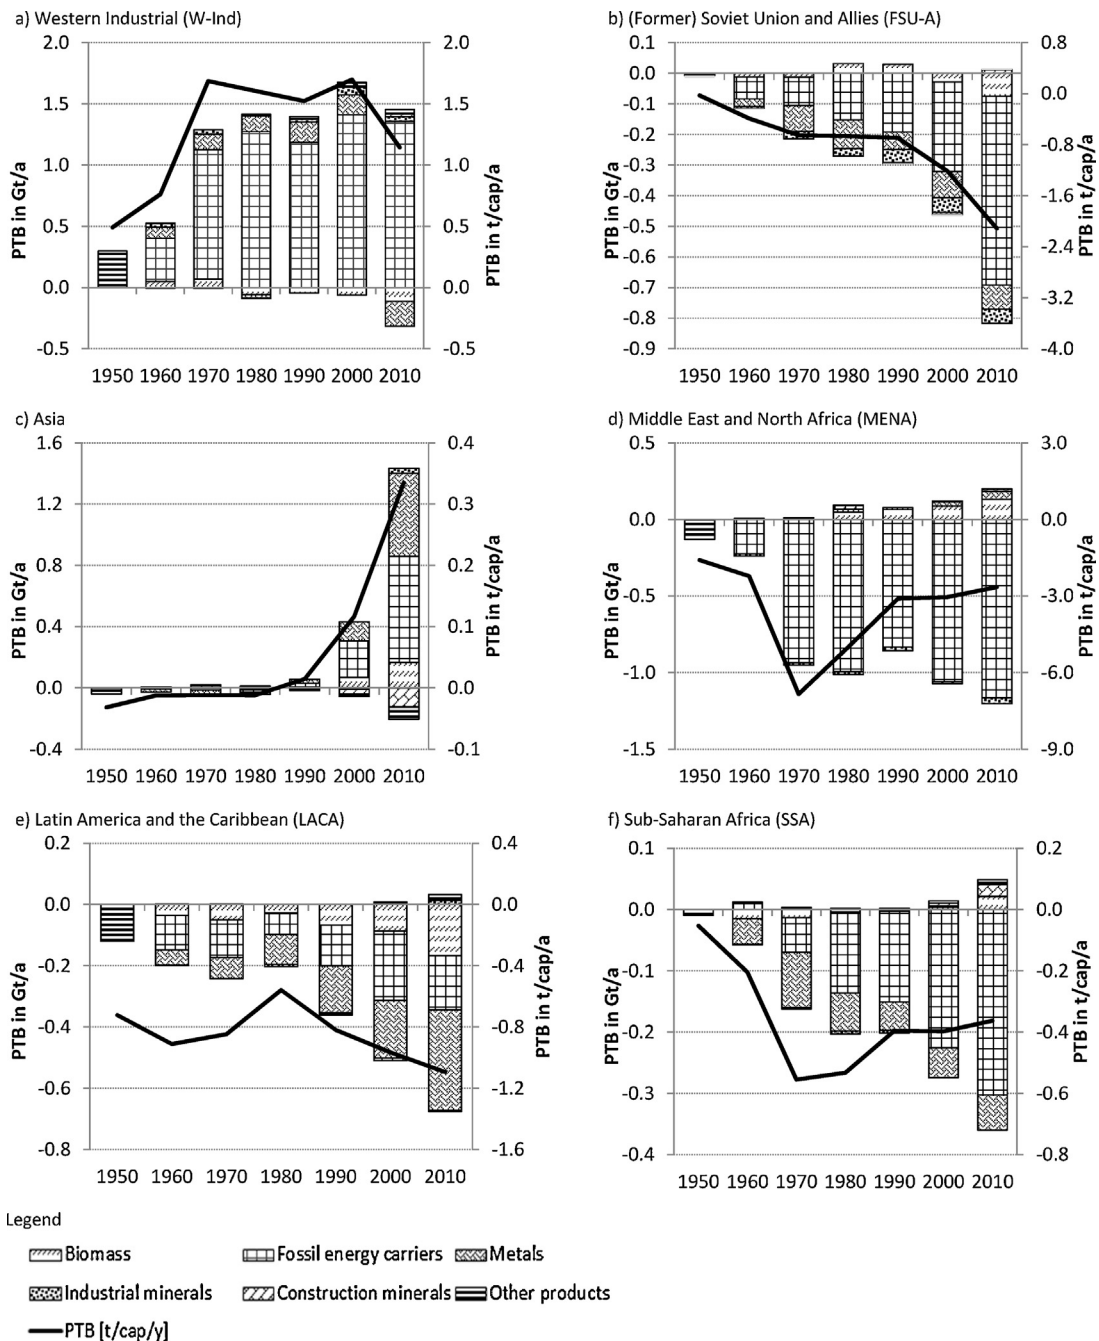 a) Western Industrial (W-Ind)
2.0
1.5
1.0
0.5
0.0
-0.5
PTB in Gt/a
2.0
1.5
1.0
0.5
0.0
-0.5
PTB in t/cap/a
1950 1960 1970 1980 1990 2000 2010
b) (Former) Soviet Union and Allies (FSU-A)
0.1
0.0
-0.1
-0.2
-0.3
-0.4
-0.5
-0.6
-0.7
-0.8
-0.9
PTB in Gt/a
0.8
0.0
-0.8
-1.6
-2.4
-3.2
-4.0
PTB in t/cap/a
1950 1960 1970 1980 1990 2000 2010
c) Asia
1.6
1.2
0.8
0.4
0.0
-0.4
PTB in Gt/a
0.4
0.3
0.2
0.1
0.0
-0.1
PTB in t/cap/a
1950 1960 1970 1980 1990 2000 2010
d) Middle East and North Africa (MENA)
0.5
0.0
-0.5
-1.0
-1.5
PTB in Gt/a
3.0
0.0
-3.0
-6.0
-9.0
PTB in t/cap/a
1950 1960 1970 1980 1990 2000 2010
e) Latin America and the Caribbean (LACA)
0.2
0.0
-0.2
-0.4
-0.6
-0.8
PTB in Gt/a
0.4
0.0
-0.4
-0.8
-1.2
-1.6
PTB in t/cap/a
1950 1960 1970 1980 1990 2000 2010
f) Sub-Saharan Africa (SSA)
0.1
0.0
-0.1
-0.2
-0.3
-0.4
PTB in Gt/a
0.2
0.0
-0.2
-0.4
-0.6
-0.8
PTB in t/cap/a
1950 1960 1970 1980 1990 2000 2010
Legend
Biomass Fossil energy carriers Metals
Industrial minerals Construction minerals Other products
PTB [t/cap/y]